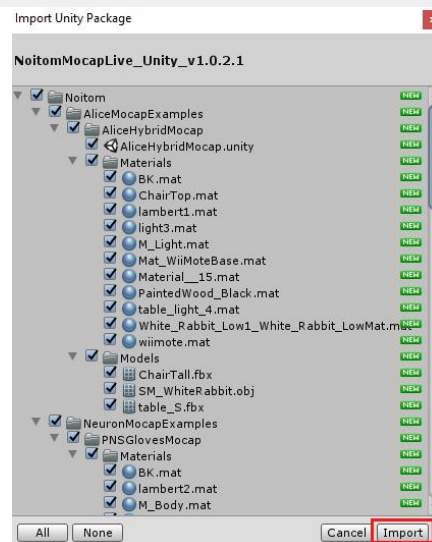 Import Unity Package
NoitomMocapLive_Unity_v1.0.2.1
Noitom NEW
AliceMocapExamples NEW
AliceHybridMocap NEW
AliceHybridMocap.unity NEW
Materials NEW
BK.mat NEW
ChairTop.mat NEW
lambert1.mat NEW
light3.mat NEW
M_Light.mat NEW
Mat_WiiMoteBase.mat NEW
Material__15.mat NEW
PaintedWood_Black.mat NEW
table_light_4.mat NEW
White_Rabbit_Low1_White_Rabbit_LowMat.mat NEW
wiimote.mat NEW
Models NEW
ChairTall.fbx NEW
SM_WhiteRabbit.obj NEW
table_S.fbx NEW
NeuronMocapExamples NEW
PNSGlovesMocap NEW
Materials NEW
BK.mat NEW
lambert2.mat NEW
M_Body.mat NEW
All None Cancel Import